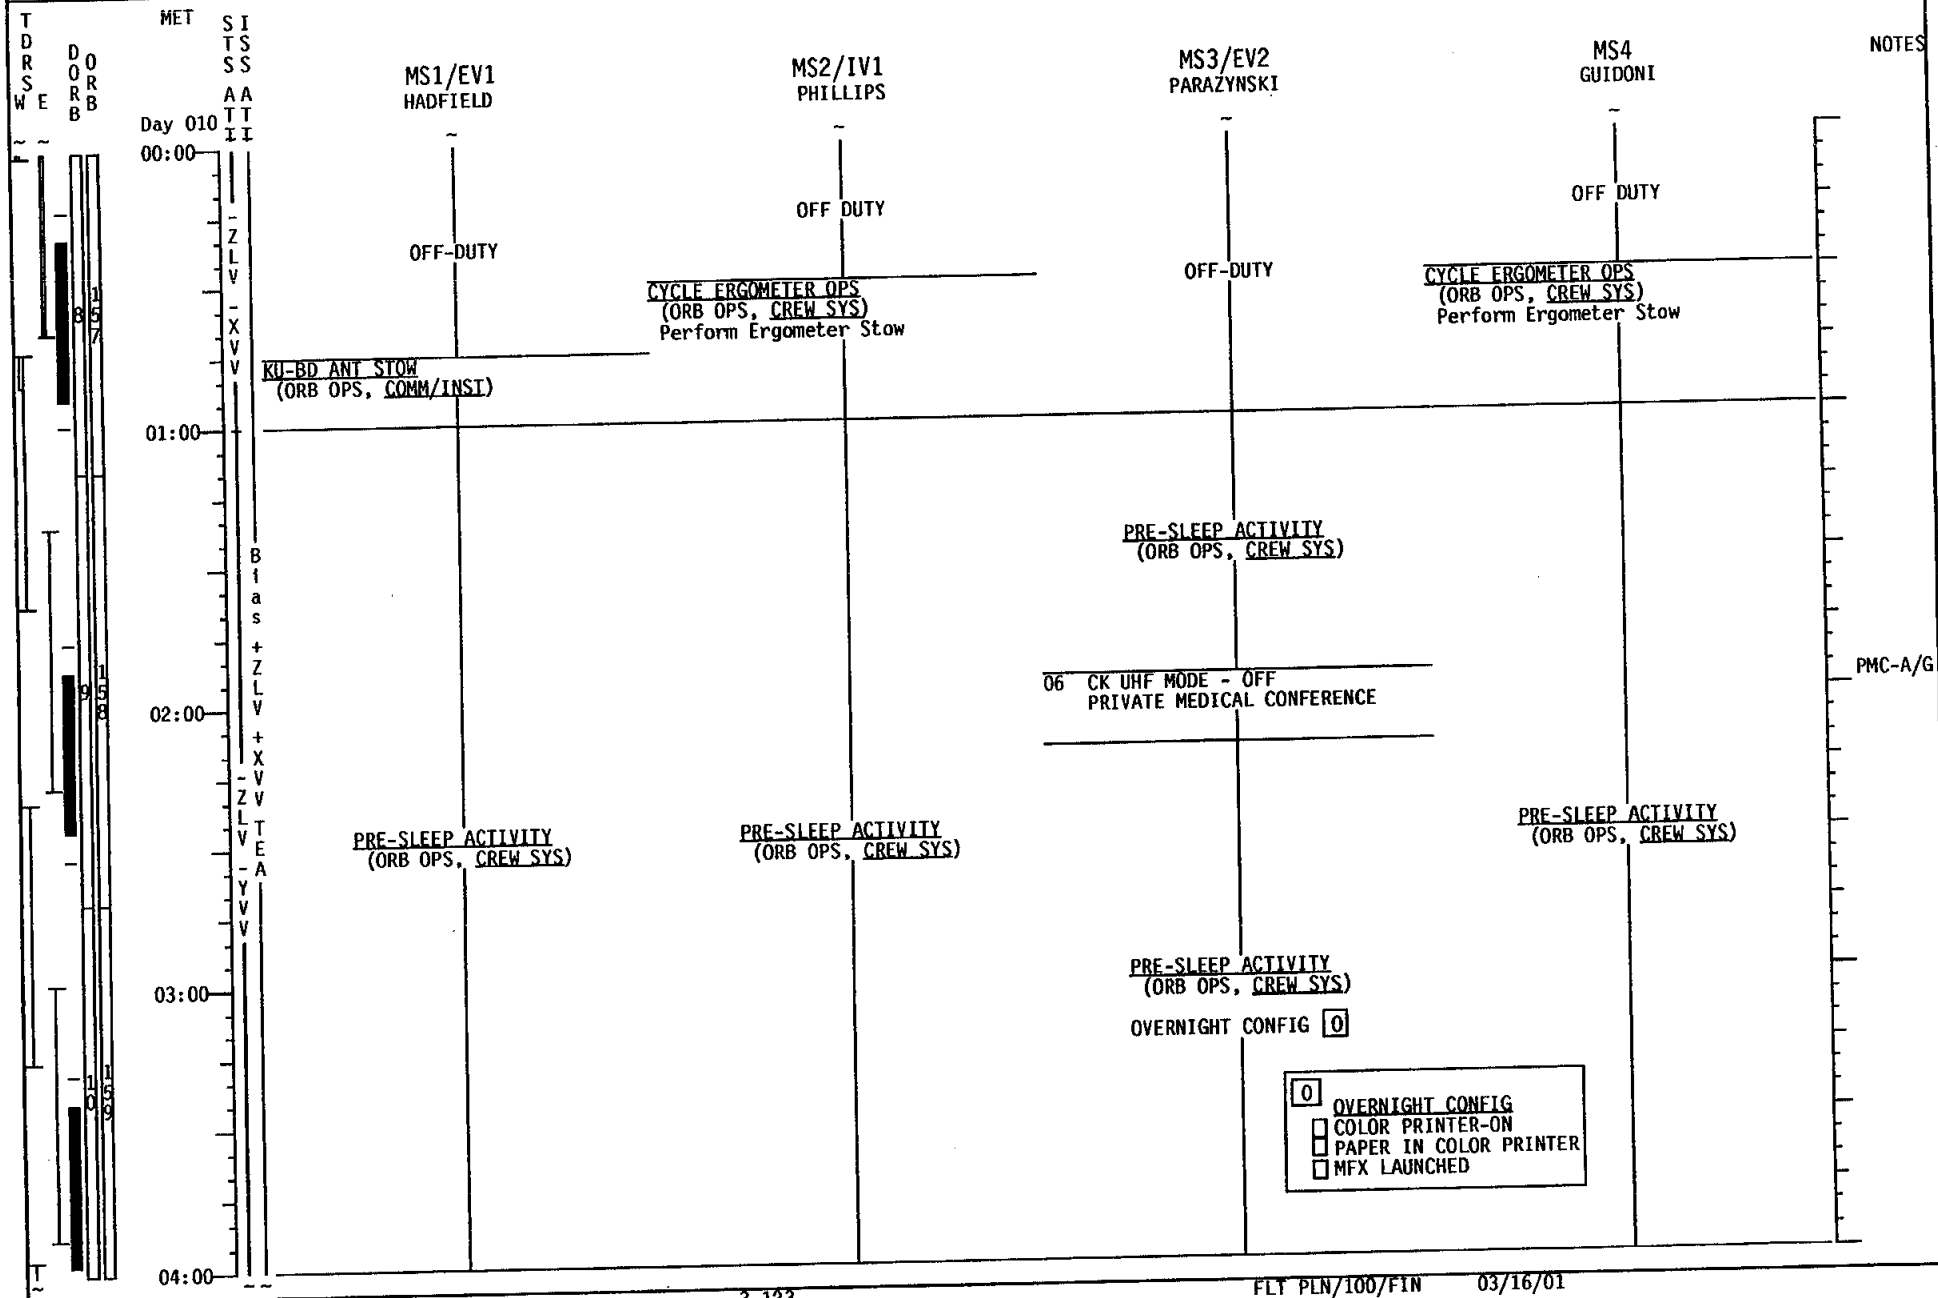 TDRS
W E
DORB
ORB
MET
STS ATT
ISS ATT
MS1/EV1
HADFIELD
MS2/IV1
PHILLIPS
MS3/EV2
PARAZYNSKI
MS4
GUIDONI
NOTES
Day 010
00:00
-ZLV -XVV
8
157
OFF-DUTY
OFF DUTY
OFF-DUTY
OFF DUTY
CYCLE ERGOMETER OPS
(ORB OPS, CREW SYS)
Perform Ergometer Stow
CYCLE ERGOMETER OPS
(ORB OPS, CREW SYS)
Perform Ergometer Stow
KU-BD ANT STOW
(ORB OPS, COMM/INST)
01:00
Bias +ZLV +XVV TEA
PRE-SLEEP ACTIVITY
(ORB OPS, CREW SYS)
9
158
06 CK UHF MODE - OFF
PRIVATE MEDICAL CONFERENCE
PMC-A/G
02:00
-ZLV -YVV
PRE-SLEEP ACTIVITY
(ORB OPS, CREW SYS)
PRE-SLEEP ACTIVITY
(ORB OPS, CREW SYS)
PRE-SLEEP ACTIVITY
(ORB OPS, CREW SYS)
PRE-SLEEP ACTIVITY
(ORB OPS, CREW SYS)
03:00
OVERNIGHT CONFIG O
10
159
O
OVERNIGHT CONFIG
COLOR PRINTER-ON
PAPER IN COLOR PRINTER
MFX LAUNCHED
04:00
3-123
FLT PLN/100/FIN 03/16/01